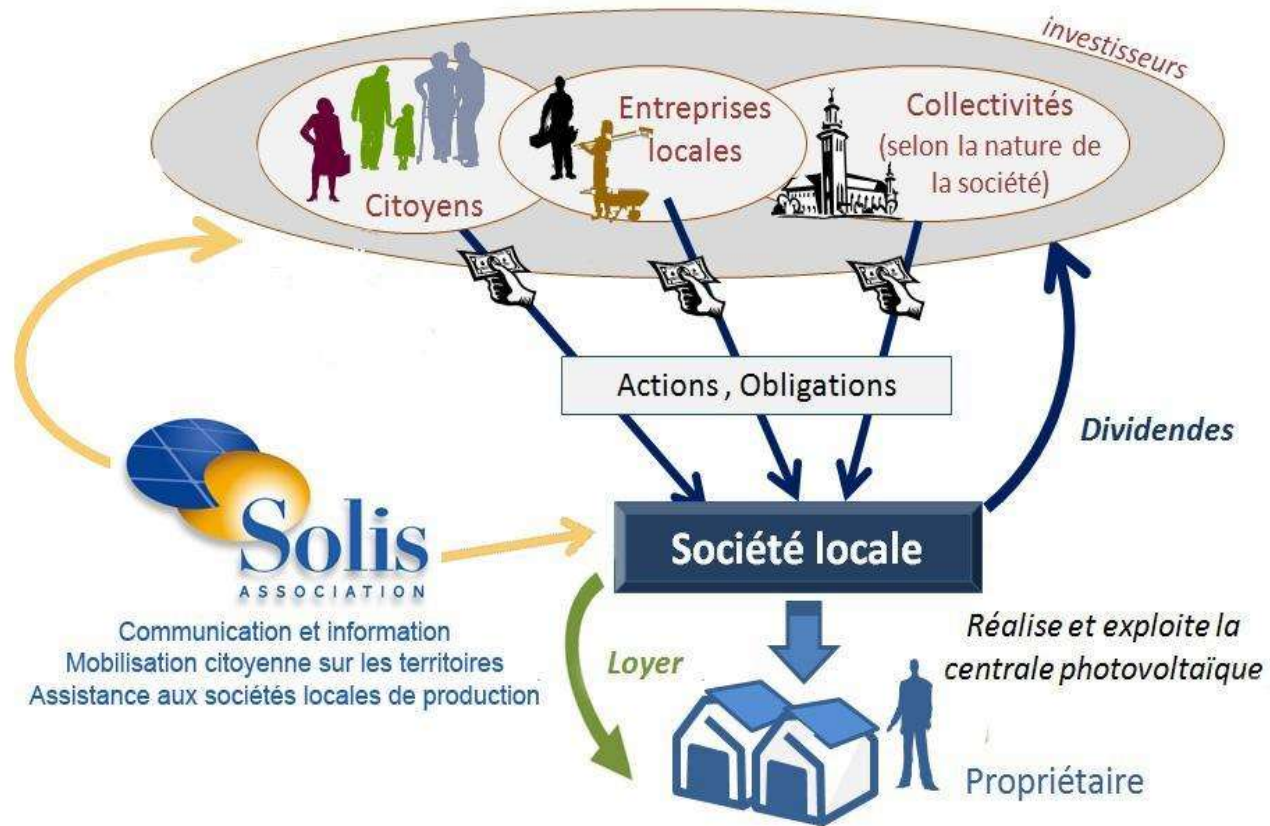 investisseurs
Citoyens
Entreprises
locales
Collectivités
(selon la nature de
la société)
Actions , Obligations
Dividendes
Solis
ASSOCIATION
Communication et information
Mobilisation citoyenne sur les territoires
Assistance aux sociétés locales de production
Société locale
Loyer
Réalise et exploite la
centrale photovoltaïque
Propriétaire